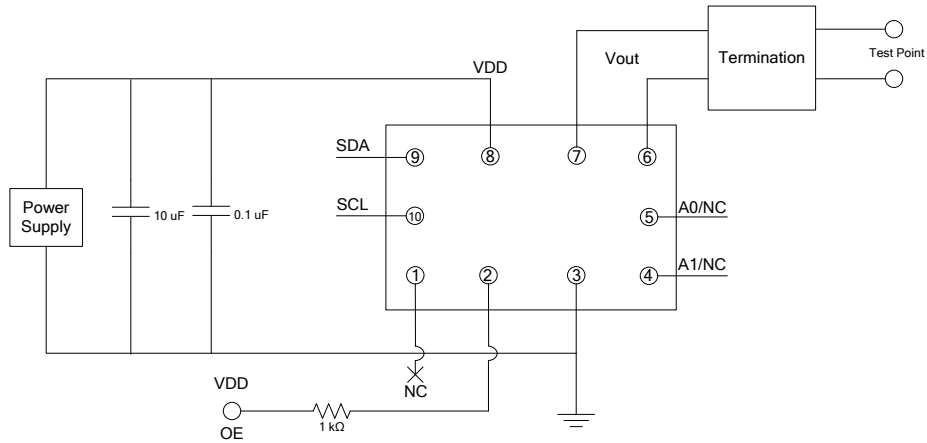 VDD
Vout
Termination
Test Point
SDA
9
8
7
6
Power
Supply
10 uF
0.1 uF
SCL
10
5
A0/NC
1
2
3
4
A1/NC
NC
VDD
OE
1 kΩ